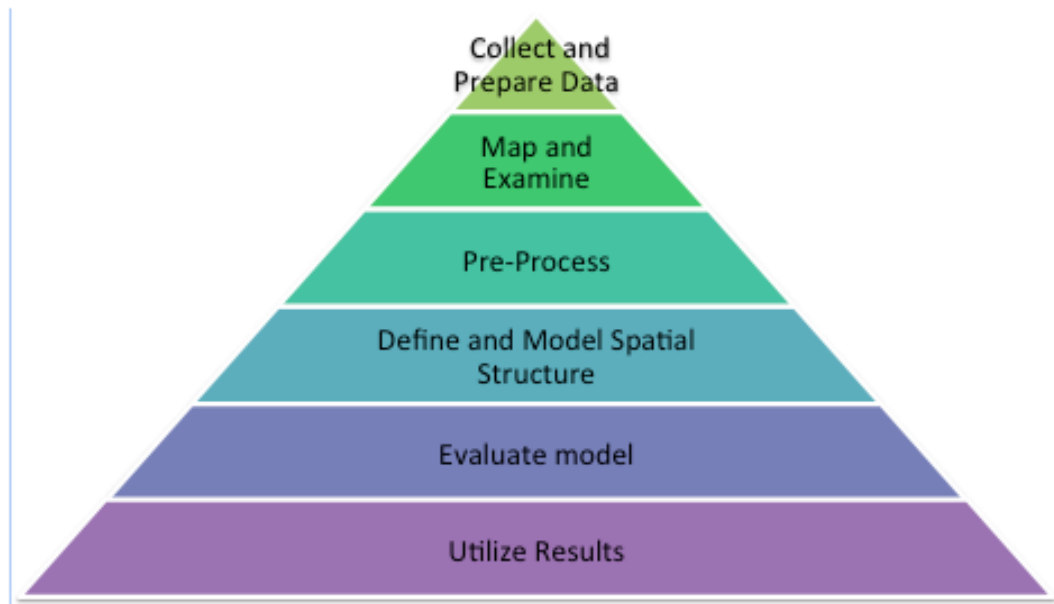 Collect and
Prepare Data
Map and
Examine
Pre-Process
Define and Model Spatial
Structure
Evaluate model
Utilize Results